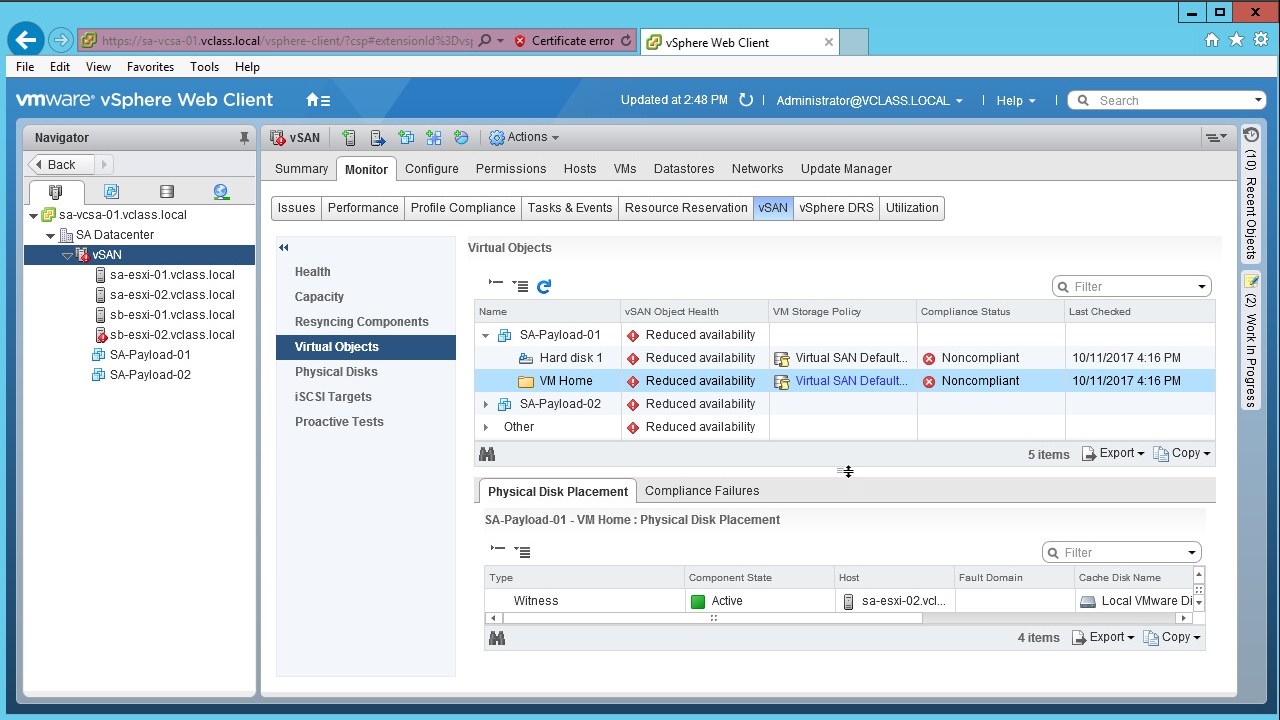 https://sa-vcsa-01.vclass.local/vsphere-client/?csp#extensionId%3Dvsp
Certificate error
vSphere Web Client
File Edit View Favorites Tools Help
vmware® vSphere Web Client
Updated at 2:48 PM
Administrator@VCLASS.LOCAL
Help
Search
Navigator
Back
sa-vcsa-01.vclass.local
SA Datacenter
vSAN
sa-esxi-01.vclass.local
sa-esxi-02.vclass.local
sb-esxi-01.vclass.local
sb-esxi-02.vclass.local
SA-Payload-01
SA-Payload-02
vSAN Actions
Summary Monitor Configure Permissions Hosts VMs Datastores Networks Update Manager
Issues Performance Profile Compliance Tasks & Events Resource Reservation vSAN vSphere DRS Utilization
Health
Capacity
Resyncing Components
Virtual Objects
Physical Disks
iSCSI Targets
Proactive Tests
Virtual Objects
Filter
Name vSAN Object Health VM Storage Policy Compliance Status Last Checked
SA-Payload-01 Reduced availability
Hard disk 1 Reduced availability Virtual SAN Default... Noncompliant 10/11/2017 4:16 PM
VM Home Reduced availability Virtual SAN Default... Noncompliant 10/11/2017 4:16 PM
SA-Payload-02 Reduced availability
Other Reduced availability
5 items Export Copy
Physical Disk Placement Compliance Failures
SA-Payload-01 - VM Home : Physical Disk Placement
Filter
Type Component State Host Fault Domain Cache Disk Name
Witness Active sa-esxi-02.vcl... Local VMware Di
4 items Export Copy
(10) Recent Objects
(2) Work In Progress